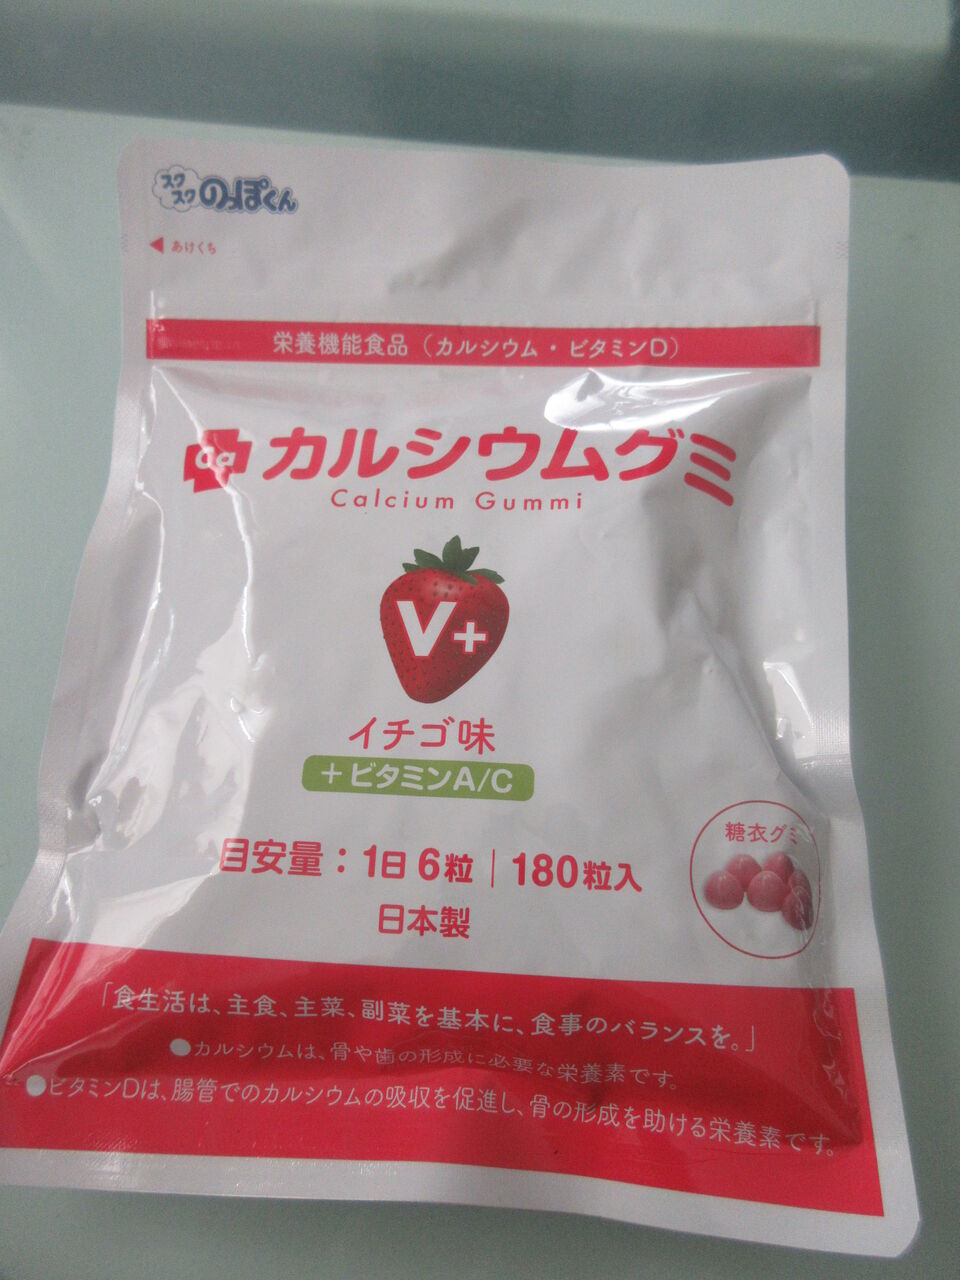 スクスク のっぽくん
あけくち
栄養機能食品（カルシウム・ビタミンD）
Ca カルシウムグミ
Calcium Gummi
V+
イチゴ味
+ビタミンA/C
目安量：1日6粒｜180粒入
日本製
糖衣グミ
「食生活は、主食、主菜、副菜を基本に、食事のバランスを。」
●カルシウムは、骨や歯の形成に必要な栄養素です。
●ビタミンDは、腸管でのカルシウムの吸収を促進し、骨の形成を助ける栄養素です。